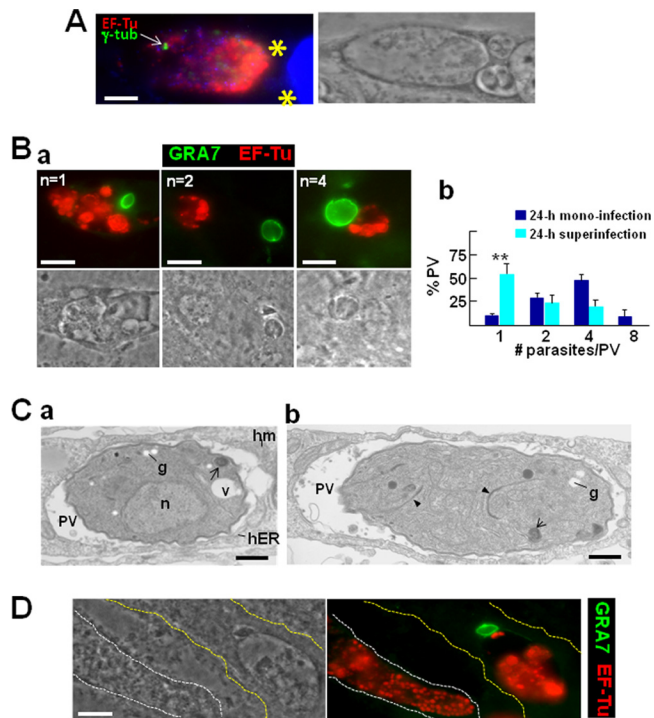 A
EF-Tu
γ-tub
*
*
B a
GRA7 EF-Tu
n=1
n=2
n=4
b
24-h mono-infection
24-h superinfection
**
%PV
75
50
25
1 2 4 8
# parasites/PV
C a
hm
g
n
v
PV
hER
b
PV
g
D
GRA7 EF-Tu